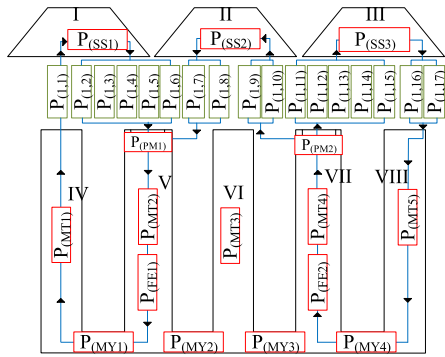 I II III
P(SS1) P(SS2) P(SS3)
P(1,1) P(1,2) P(1,3) P(1,4) P(1,5) P(1,6) P(1,7) P(1,8) P(1,9) P(1,10) P(1,11) P(1,12) P(1,13) P(1,14) P(1,15) P(1,16) P(1,17)
P(PM1) P(PM2)
IV V VI VII VIII
P(MT1) P(MT2) P(MT3) P(MT4) P(MT5)
P(FE1) P(FE2)
P(MY1) P(MY2) P(MY3) P(MY4)